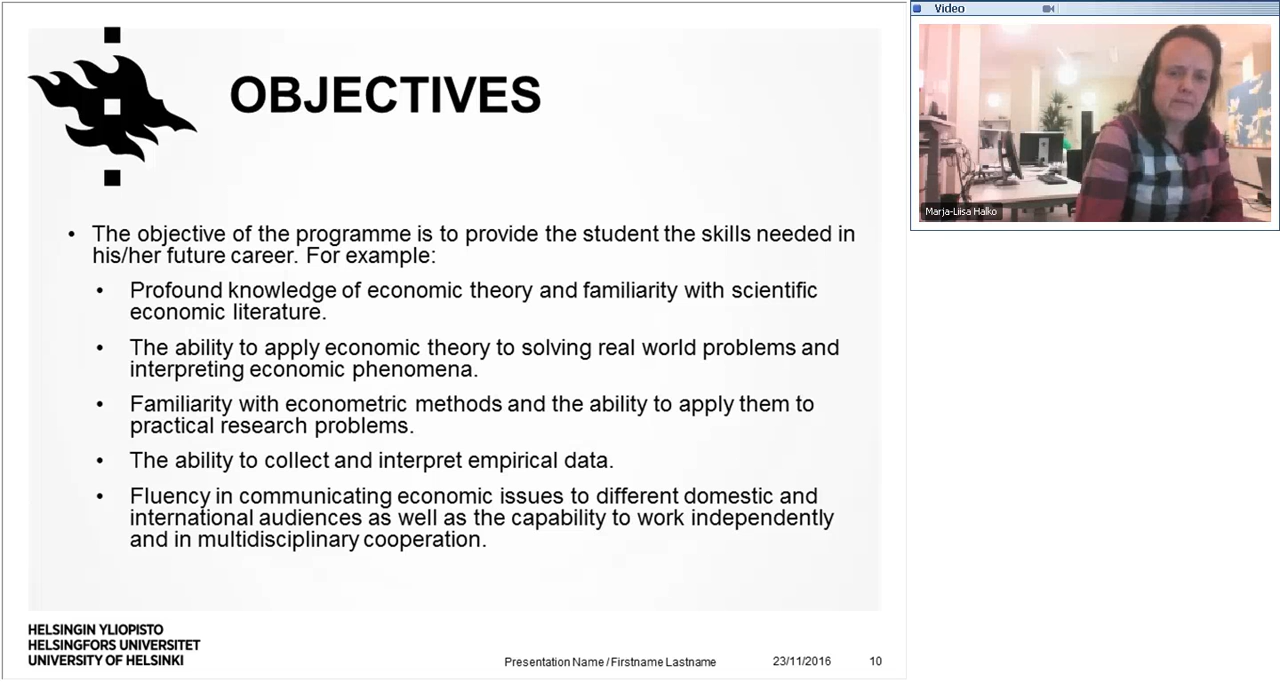 OBJECTIVES
• The objective of the programme is to provide the student the skills needed in
his/her future career. For example:
• Profound knowledge of economic theory and familiarity with scientific
economic literature.
• The ability to apply economic theory to solving real world problems and
interpreting economic phenomena.
• Familiarity with econometric methods and the ability to apply them to
practical research problems.
• The ability to collect and interpret empirical data.
• Fluency in communicating economic issues to different domestic and
international audiences as well as the capability to work independently
and in multidisciplinary cooperation.
HELSINGIN YLIOPISTO
HELSINGFORS UNIVERSITET
UNIVERSITY OF HELSINKI
Presentation Name / Firstname Lastname
23/11/2016
10
Video
Marja-Liisa Halko